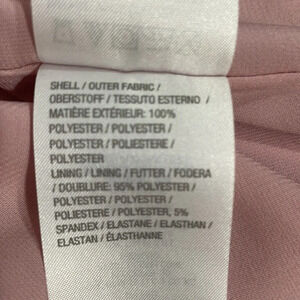 SHELL / OUTER FABRIC /
OBERSTOFF / TESSUTO ESTERNO /
MATIÈRE EXTÉRIEUR: 100%
POLYESTER / POLYESTER /
POLYESTER / POLIESTERE /
POLYESTER
LINING / LINING / FUTTER / FODERA
/ DOUBLURE: 95% POLYESTER /
POLYESTER / POLYESTER /
POLIESTERE / POLYESTER, 5%
SPANDEX / ELASTANE / ELASTHAN /
ELASTAN / ÉLASTHANNE